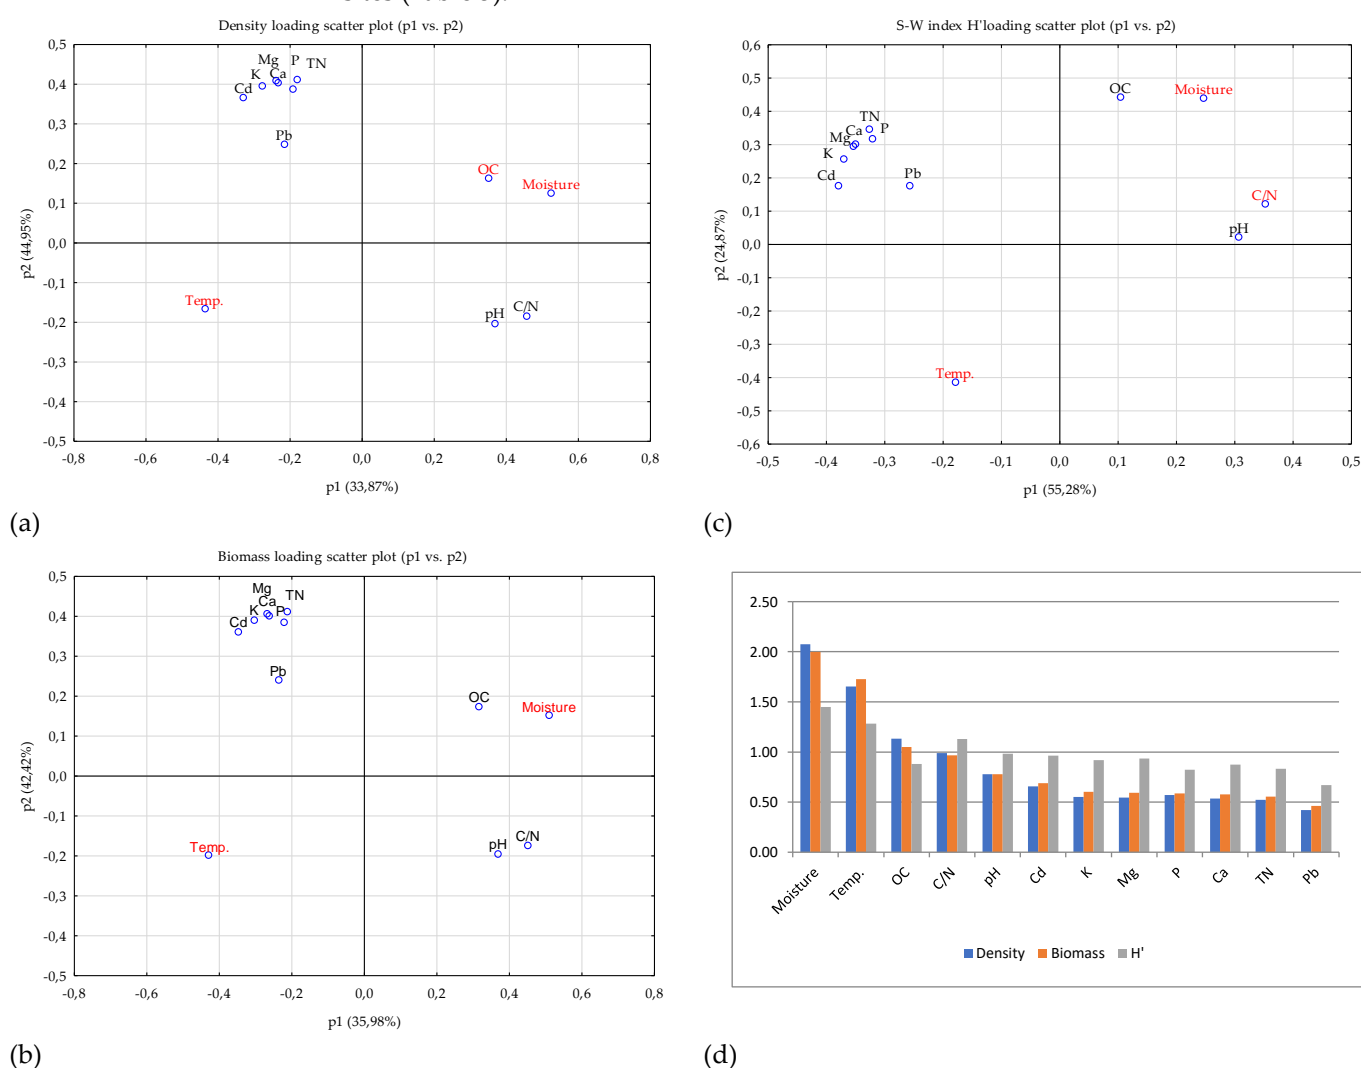 Density loading scatter plot (p1 vs. p2)
0,5
0,4
0,3
0,2
0,1
0,0
-0,1
-0,2
-0,3
-0,4
-0,5
p2 (44,95%)
Mg
P
TN
K
Ca
Cd
Pb
OC
Moisture
Temp.
pH
C/N
-0,8
-0,6
-0,4
-0,2
0,0
0,2
0,4
0,6
0,8
p1 (33,87%)
(a)
S-W index H'loading scatter plot (p1 vs. p2)
0,6
0,5
0,4
0,3
0,2
0,1
0,0
-0,1
-0,2
-0,3
-0,4
-0,5
-0,6
p2 (24,87%)
OC
Moisture
TN
Ca
P
Mg
K
Cd
Pb
C/N
pH
Temp.
-0,5
-0,4
-0,3
-0,2
-0,1
0,0
0,1
0,2
0,3
0,4
0,5
p1 (55,28%)
(c)
Biomass loading scatter plot (p1 vs. p2)
0,5
0,4
0,3
0,2
0,1
0,0
-0,1
-0,2
-0,3
-0,4
-0,5
p2 (42,42%)
Mg
TN
Ca
K
P
Cd
Pb
OC
Moisture
Temp.
pH
C/N
-0,8
-0,6
-0,4
-0,2
0,0
0,2
0,4
0,6
0,8
p1 (35,98%)
(b)
2.50
2.00
1.50
1.00
0.50
0.00
Moisture
Temp.
OC
C/N
pH
Cd
K
Mg
P
Ca
TN
Pb
Density
Biomass
H'
(d)